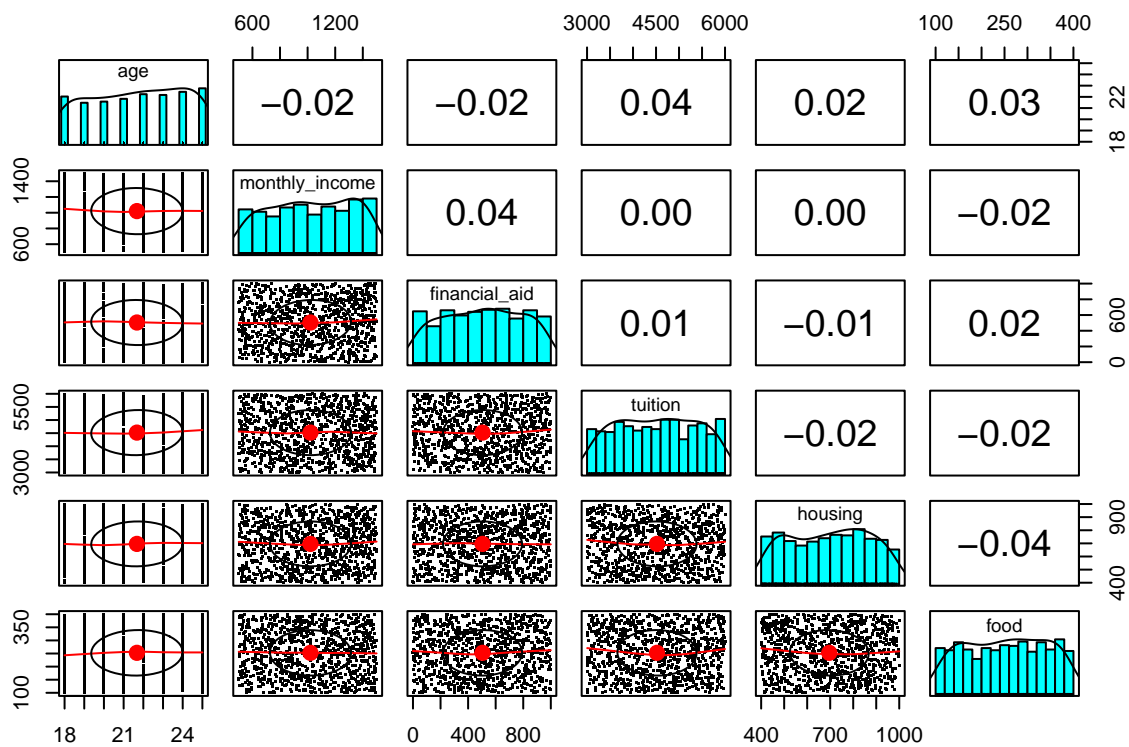 600 1200 3000 4500 6000 100 250 400
age −0.02 −0.02 0.04 0.02 0.03 18 22
600 1400 monthly_income 0.04 0.00 0.00 −0.02
financial_aid 0.01 −0.01 0.02 0 600
3000 5500 tuition −0.02 −0.02
housing −0.04 400 900
100 350 food
18 21 24 0 400 800 400 700 1000